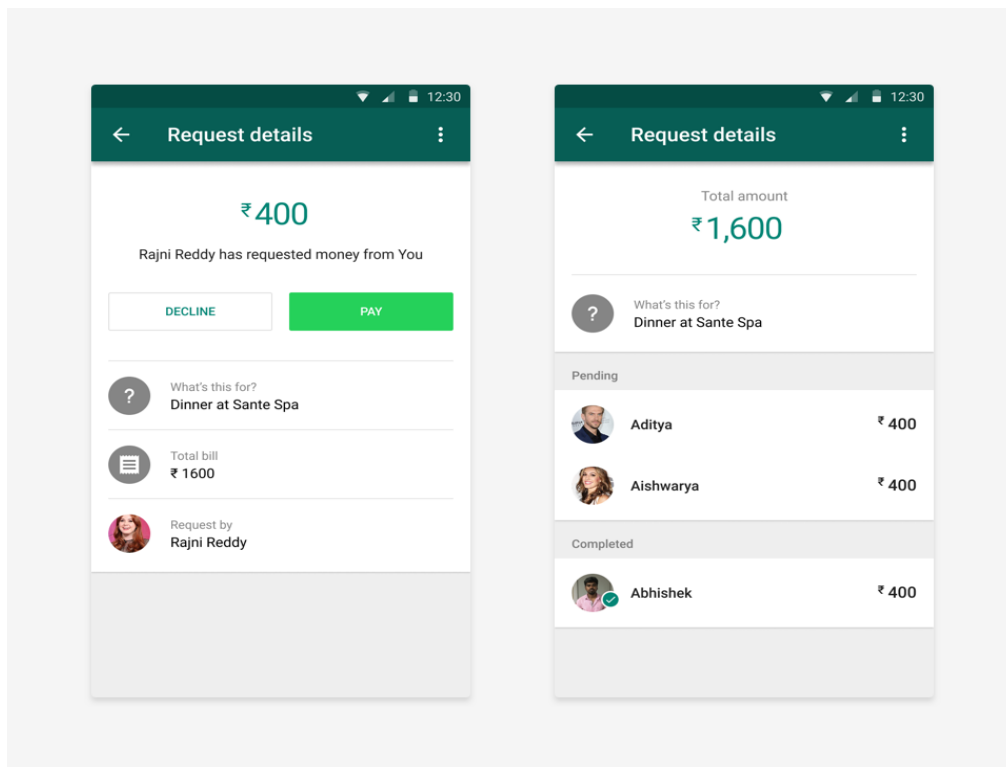 12:30
Request details
₹400
Rajni Reddy has requested money from You
DECLINE
PAY
?
What's this for?
Dinner at Sante Spa
Total bill
₹ 1600
Request by
Rajni Reddy
12:30
Request details
Total amount
₹1,600
?
What's this for?
Dinner at Sante Spa
Pending
Aditya ₹ 400
Aishwarya ₹ 400
Completed
Abhishek ₹ 400